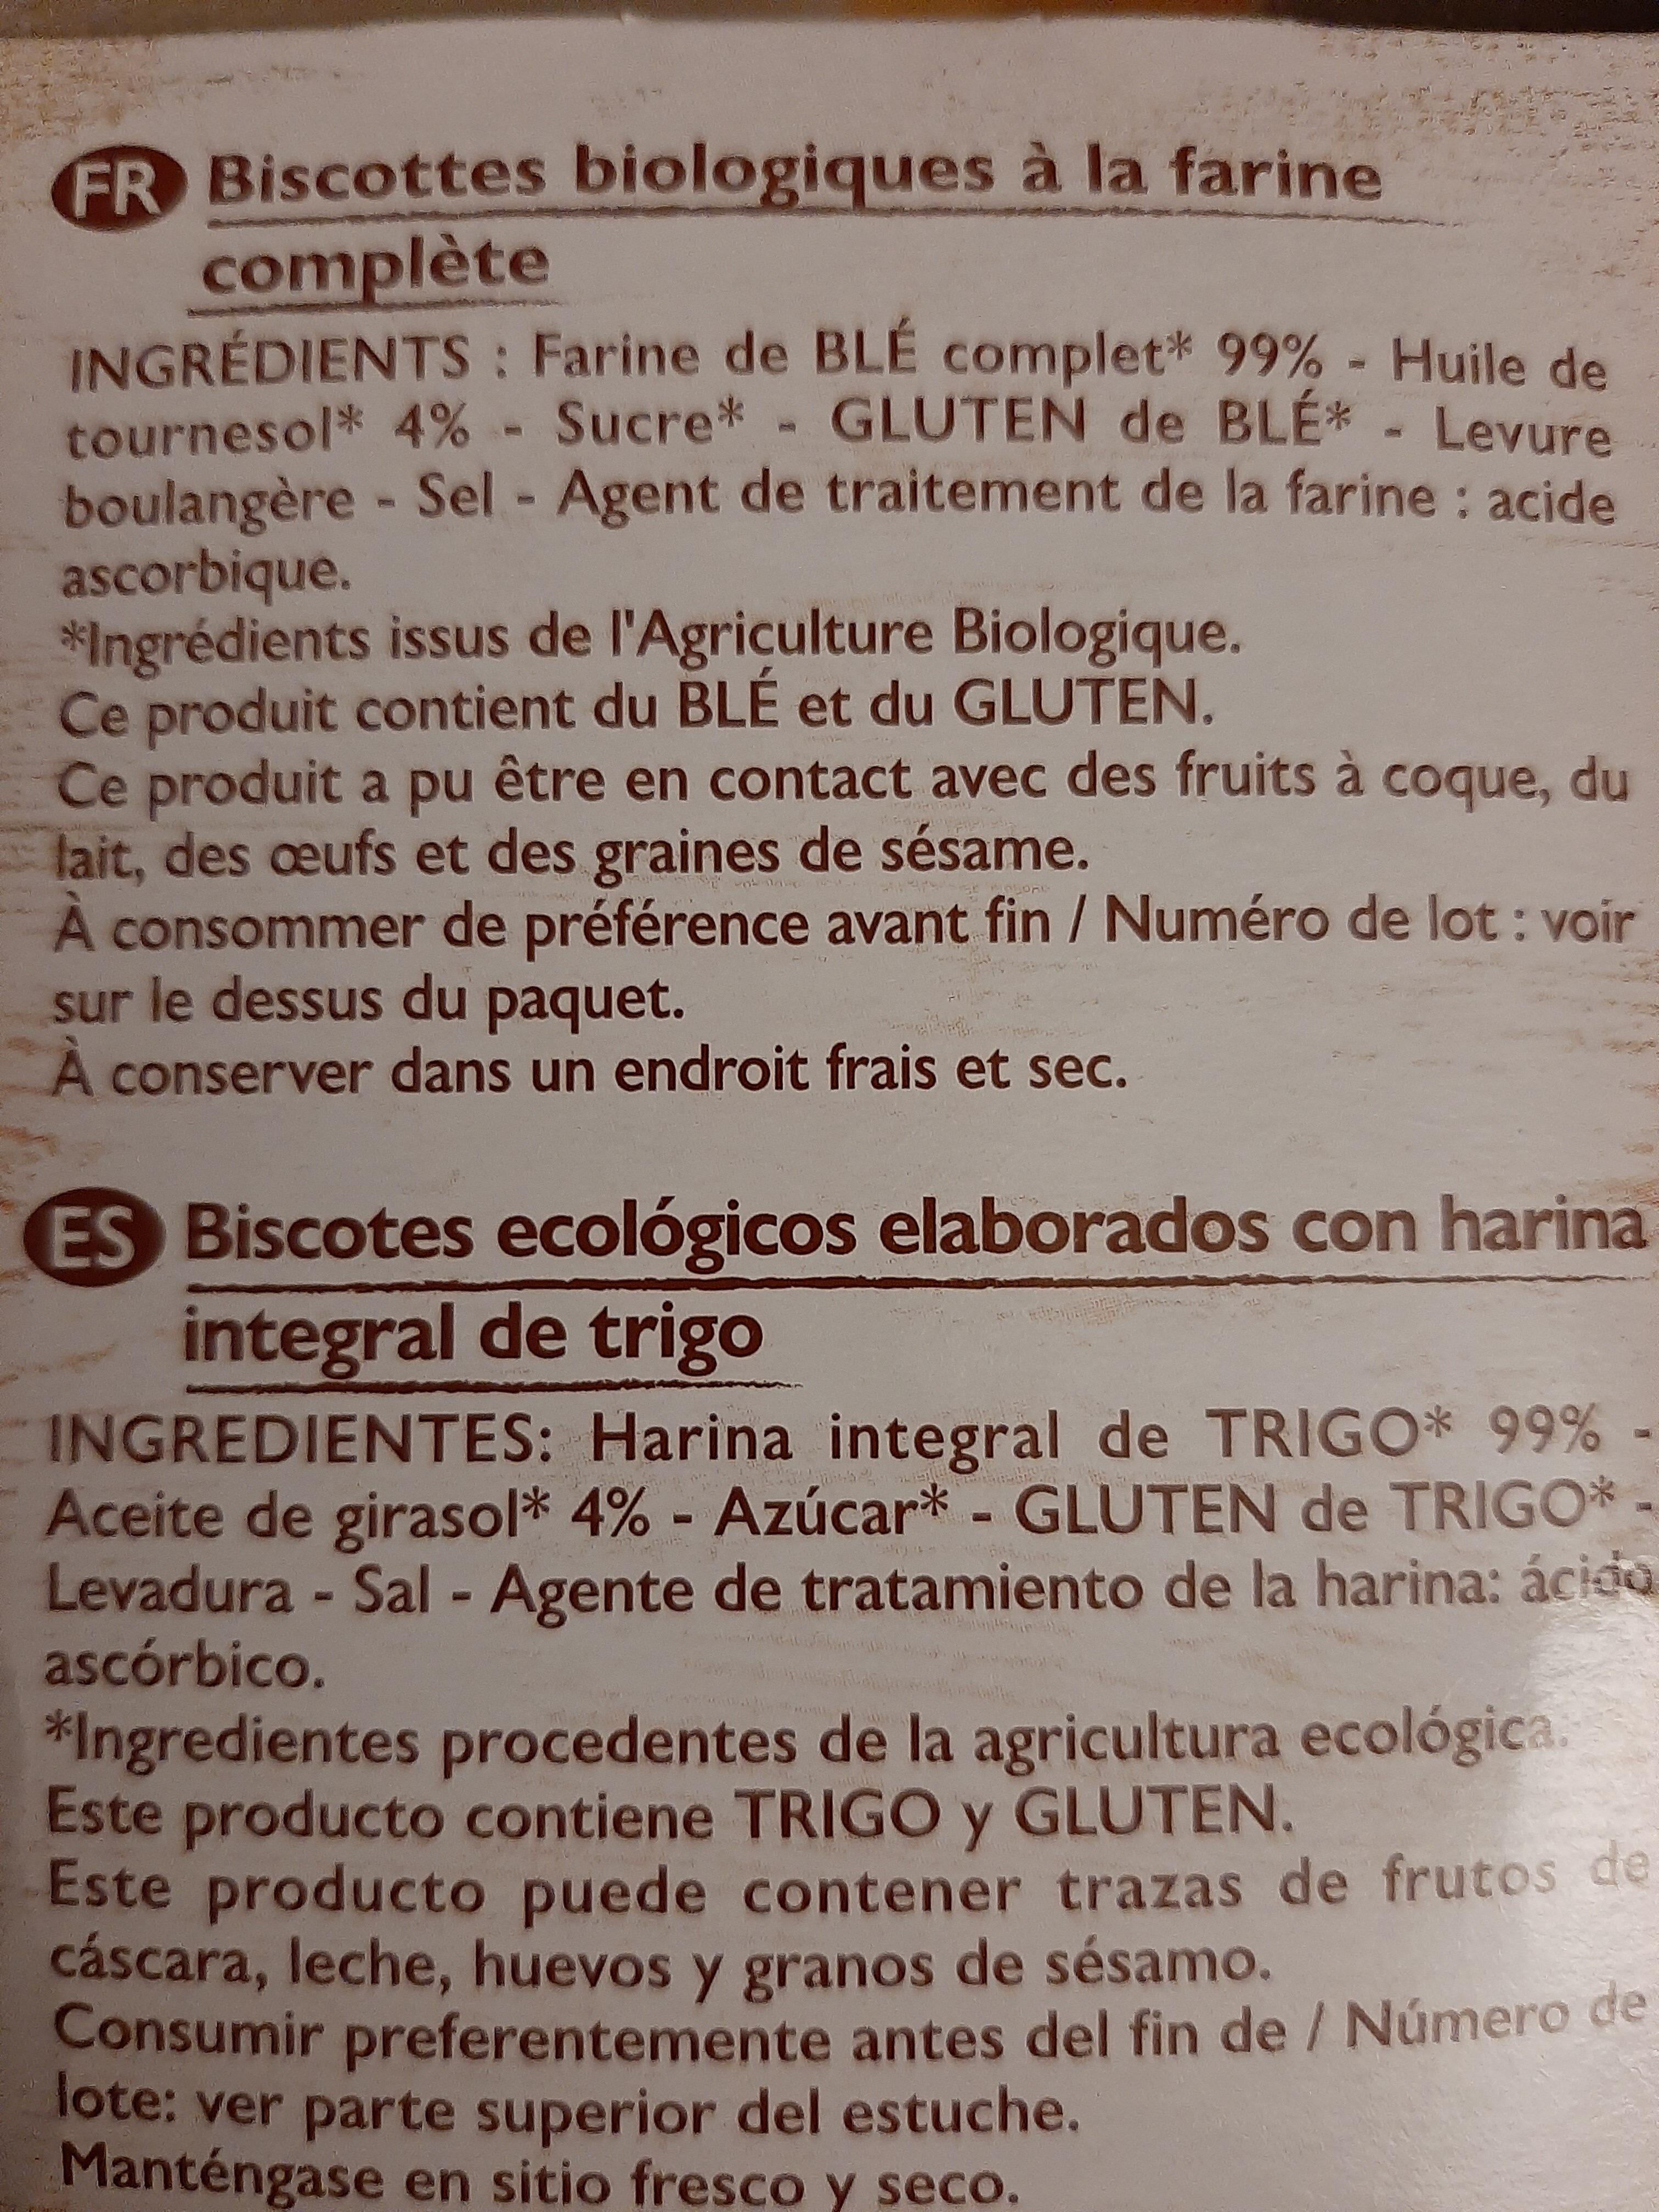 FR Biscottes biologiques à la farine
complète
INGRÉDIENTS : Farine de BLÉ complet* 99% - Huile de
tournesol* 4% - Sucre* - GLUTEN de BLÉ* - Levure
boulangère - Sel - Agent de traitement de la farine : acide
ascorbique.
*Ingrédients issus de l'Agriculture Biologique.
Ce produit contient du BLÉ et du GLUTEN.
Ce produit a pu être en contact avec des fruits à coque, du
lait, des œufs et des graines de sésame.
À consommer de préférence avant fin / Numéro de lot : voir
sur le dessus du paquet.
À conserver dans un endroit frais et sec.
ES Biscotes ecológicos elaborados con harina
integral de trigo
INGREDIENTES: Harina integral de TRIGO* 99% -
Aceite de girasol* 4% - Azúcar* - GLUTEN de TRIGO* -
Levadura - Sal - Agente de tratamiento de la harina: ácido
ascórbico.
*Ingredientes procedentes de la agricultura ecológica.
Este producto contiene TRIGO y GLUTEN.
Este producto puede contener trazas de frutos de
cáscara, leche, huevos y granos de sésamo.
Consumir preferentemente antes del fin de / Número de
lote: ver parte superior del estuche.
Manténgase en sitio fresco y seco.